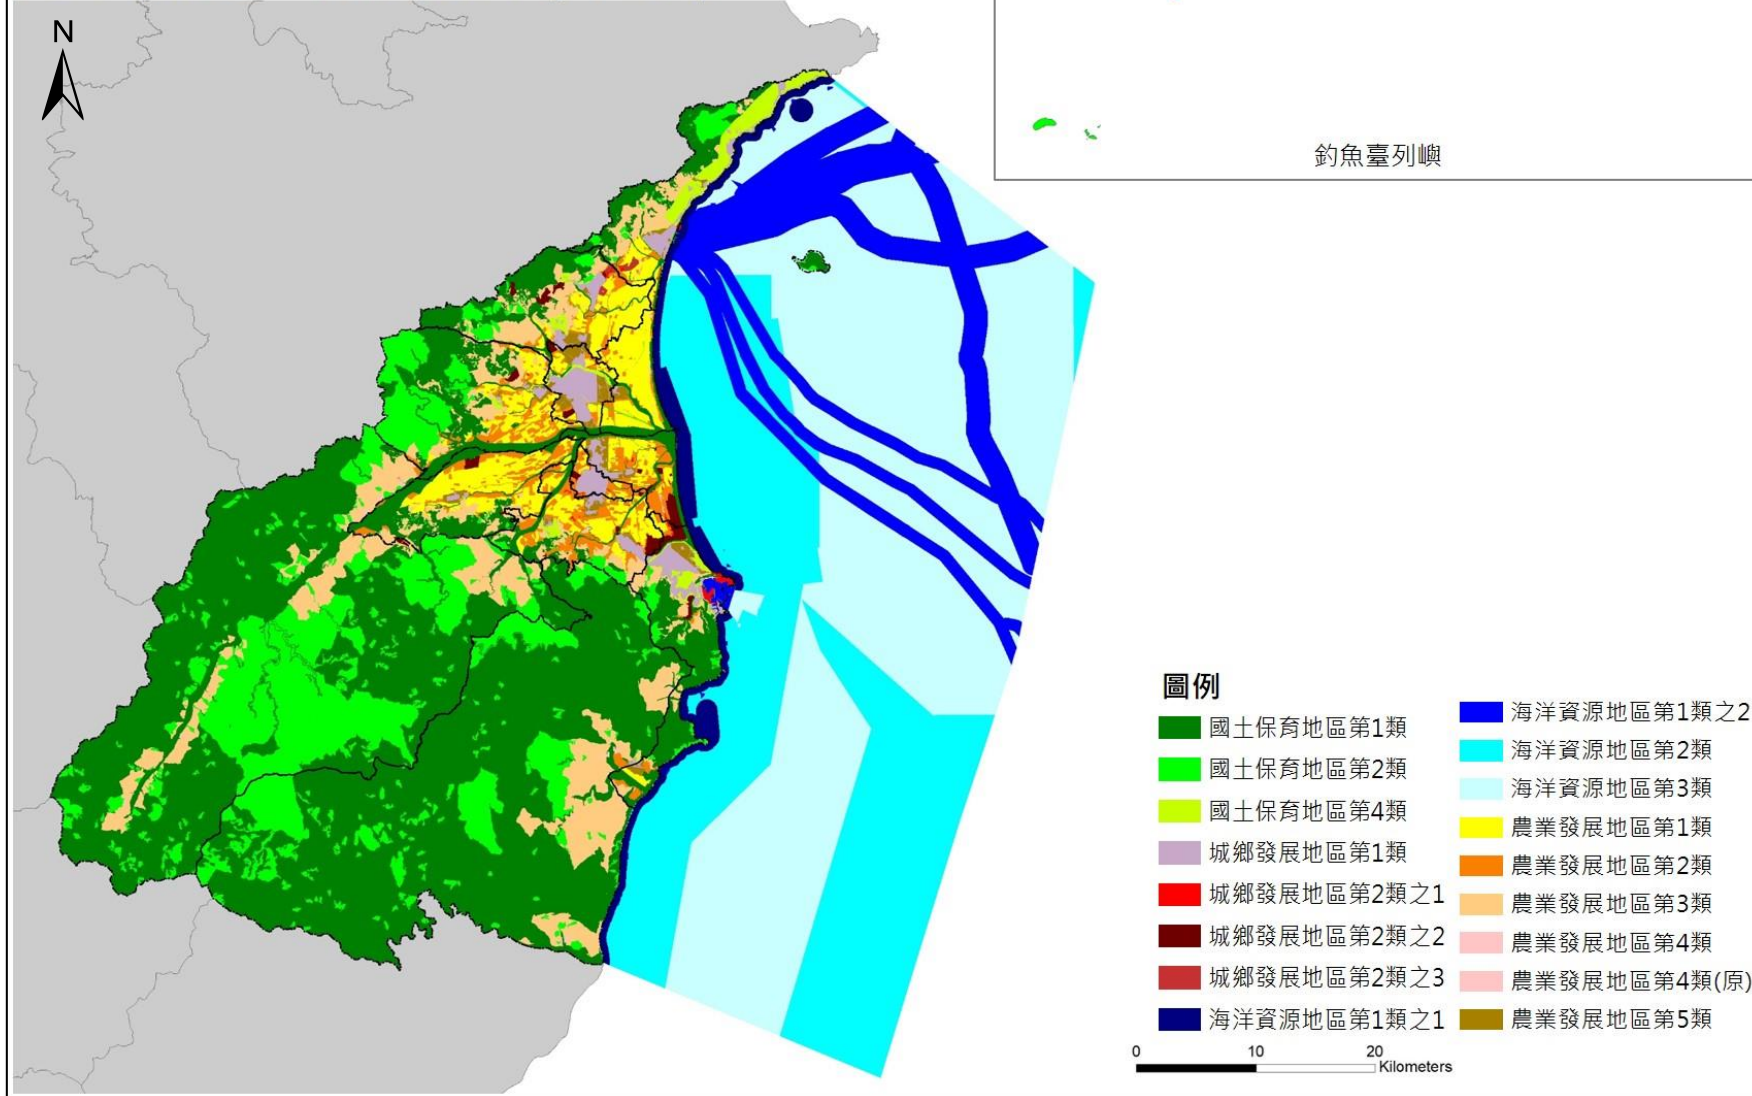 N
釣魚臺列嶼
圖例
國土保育地區第1類
國土保育地區第2類
國土保育地區第4類
城鄉發展地區第1類
城鄉發展地區第2類之1
城鄉發展地區第2類之2
城鄉發展地區第2類之3
海洋資源地區第1類之1
海洋資源地區第1類之2
海洋資源地區第2類
海洋資源地區第3類
農業發展地區第1類
農業發展地區第2類
農業發展地區第3類
農業發展地區第4類
農業發展地區第4類(原)
農業發展地區第5類
0 10 20
Kilometers